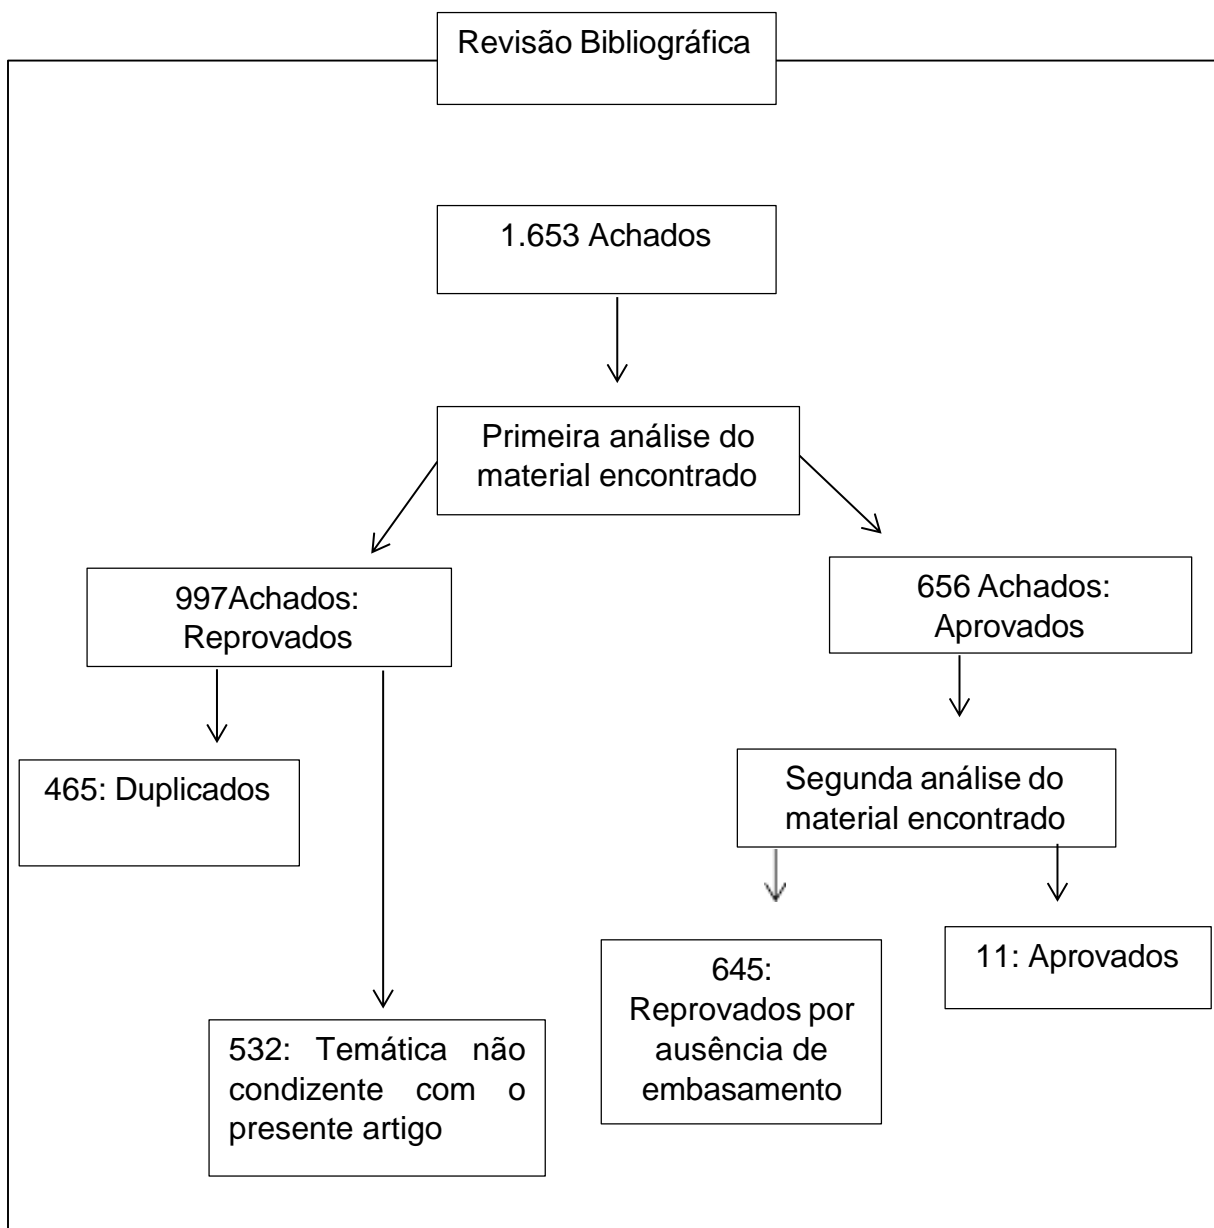 Revisão Bibliográfica
1.653 Achados
Primeira análise do
material encontrado
997Achados:
Reprovados
656 Achados:
Aprovados
465: Duplicados
Segunda análise do
material encontrado
532: Temática não
condizente com o
presente artigo
645:
Reprovados por
ausência de
embasamento
11: Aprovados